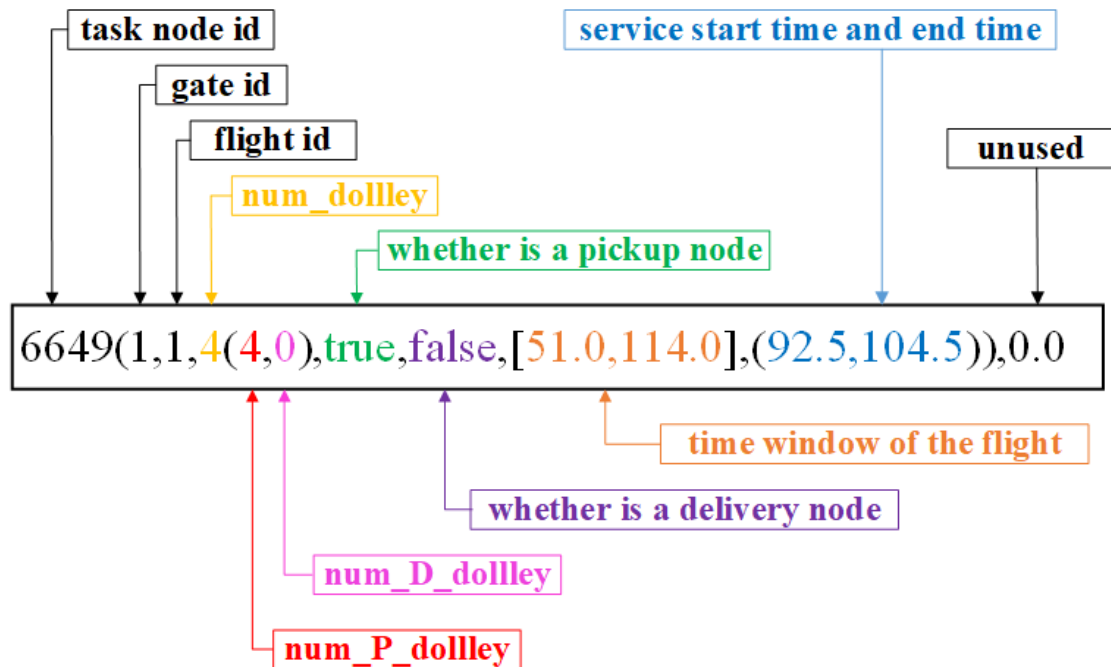 task node id
service start time and end time
gate id
flight id
unused
num_dollley
whether is a pickup node
6649(1,1,4(4,0),true,false,[51.0,114.0],(92.5,104.5)),0.0
time window of the flight
whether is a delivery node
num_D_dollley
num_P_dollley